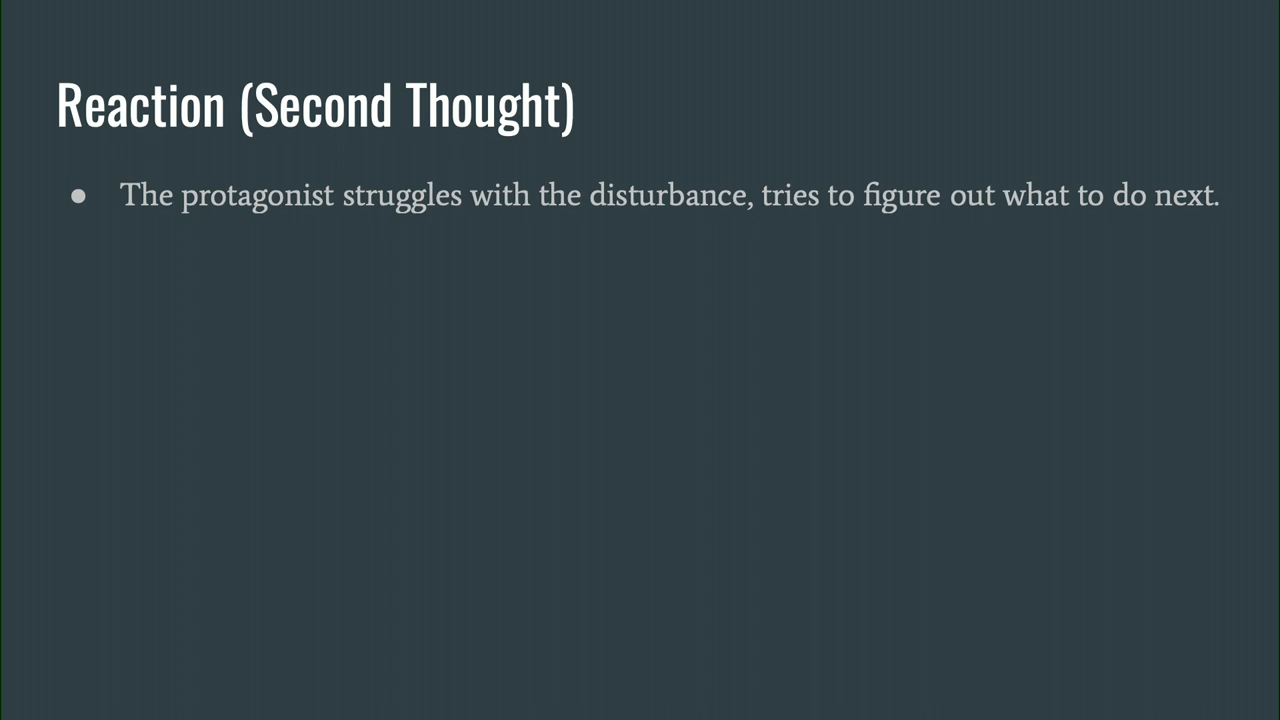 Reaction (Second Thought)
● The protagonist struggles with the disturbance, tries to figure out what to do next.